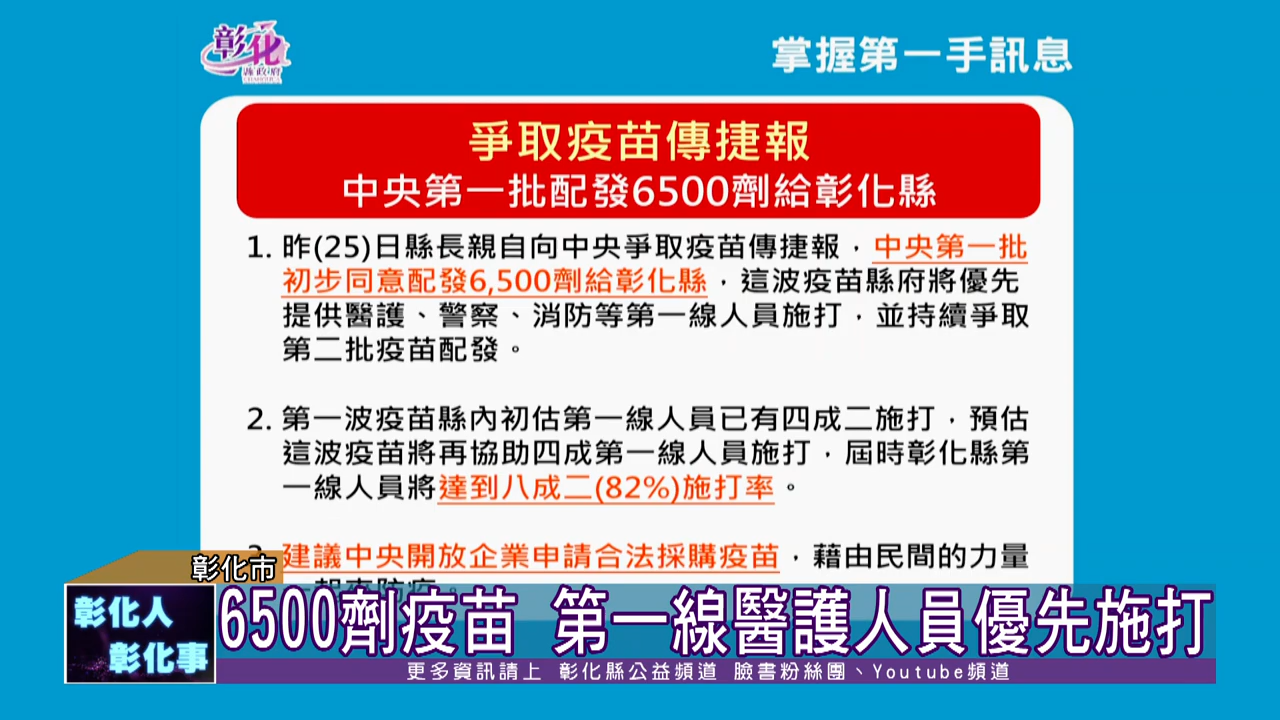 彰化
縣政府
掌握第一手訊息
爭取疫苗傳捷報
中央第一批配發6500劑給彰化縣
1. 昨(25)日縣長親自向中央爭取疫苗傳捷報，中央第一批
初步同意配發6,500劑給彰化縣，這波疫苗縣府將優先
提供醫護、警察、消防等第一線人員施打，並持續爭取
第二批疫苗配發。
2. 第一波疫苗縣內初估第一線人員已有四成二施打，預估
這波疫苗將再協助四成第一線人員施打，屆時彰化縣第
一線人員將達到八成二(82%)施打率。
建議中央開放企業申請合法採購疫苗，藉由民間的力量
彰化市
彰化人
彰化事
6500劑疫苗 第一線醫護人員優先施打
更多資訊請上 彰化縣公益頻道 臉書粉絲團、Youtube頻道